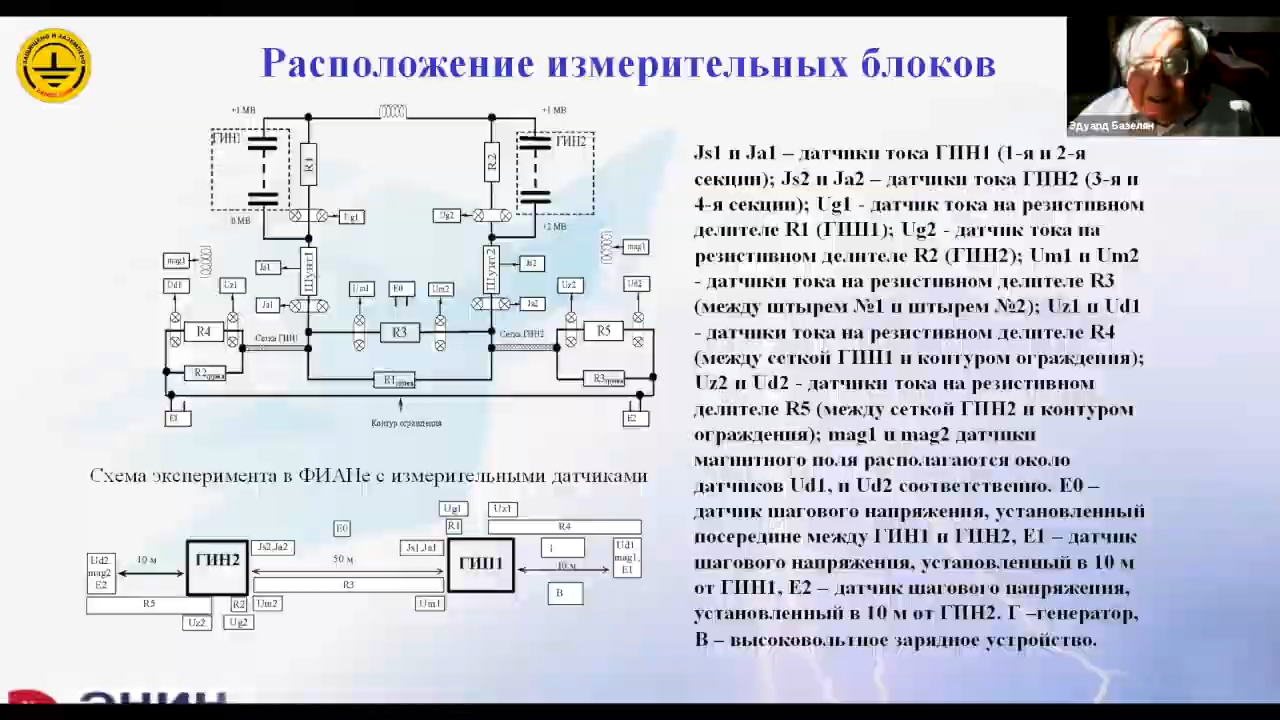 ЗАЩИЩЕНО И ЗАЗЕМЛЕНО
Расположение измерительных блоков
Эдуард Базелян
+1 МВ
+1 МВ
ГИН1
ГИН2
R1
R2
0 МВ
+2 МВ
Ug1
Ug2
mag1
mag1
Js1
Шунт1
Шунт2
Js2
Ud1
Uz1
Um1
E0
Um2
Uz2
Ud2
Ja1
Ja2
R4
Сетка ГИН1
R3
Сетка ГИН2
R5
R2грунта
R1грунта
R3грунта
E1
E2
Контур ограждения
Схема эксперимента в ФИАНе с измерительными датчиками
Ug1
Uz1
E0
R1
R4
Ud2
mag2
E2
10 м
ГИН2
Js2,Ja2
50 м
Js1,Ja1
ГИН1
10 м
Ud1
mag1,
E1
R3
B
R5
R2
Um2
Um1
Uz2
Ug2
Js1 и Ja1 – датчики тока ГИН1 (1-я и 2-я
секции); Js2 и Ja2 – датчики тока ГИН2 (3-я и
4-я секции); Ug1 - датчик тока на резистивном
делителе R1 (ГИН1); Ug2 - датчик тока на
резистивном делителе R2 (ГИН2); Um1 и Um2
- датчики тока на резистивном делителе R3
(между штырем №1 и штырем №2); Uz1 и Ud1
- датчики тока на резистивном делителе R4
(между сеткой ГИН1 и контуром ограждения);
Uz2 и Ud2 - датчики тока на резистивном
делителе R5 (между сеткой ГИН2 и контуром
ограждения); mag1 и mag2 датчики
магнитного поля располагаются около
датчиков Ud1, и Ud2 соответственно. E0 –
датчик шагового напряжения, установленный
посередине между ГИН1 и ГИН2, E1 – датчик
шагового напряжения, установленный в 10 м
от ГИН1, E2 – датчик шагового напряжения,
установленный в 10 м от ГИН2. Г –генератор,
В – высоковольтное зарядное устройство.
ЭНИН